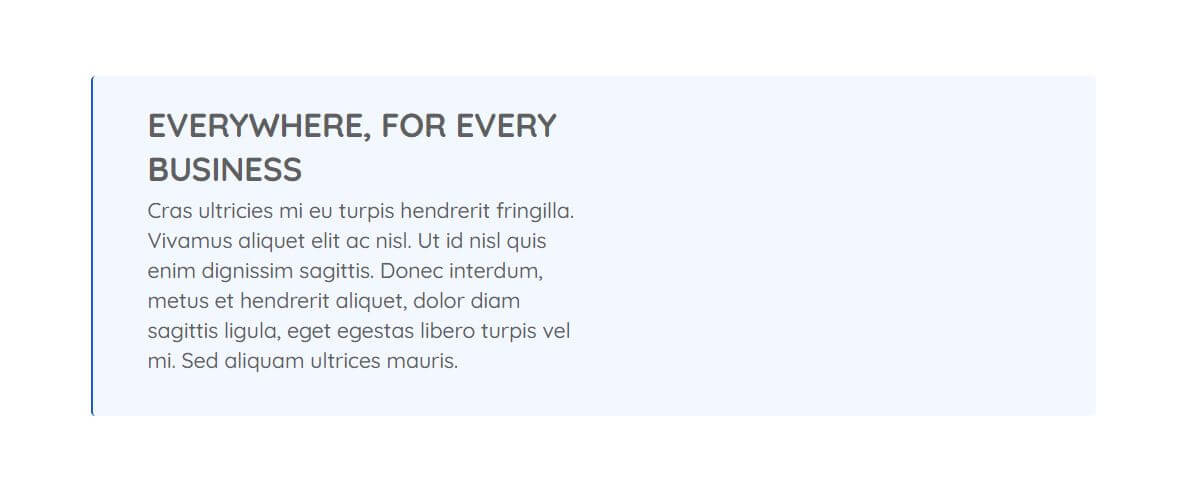 EVERYWHERE, FOR EVERY
BUSINESS
Cras ultricies mi eu turpis hendrerit fringilla.
Vivamus aliquet elit ac nisl. Ut id nisl quis
enim dignissim sagittis. Donec interdum,
metus et hendrerit aliquet, dolor diam
sagittis ligula, eget egestas libero turpis vel
mi. Sed aliquam ultrices mauris.